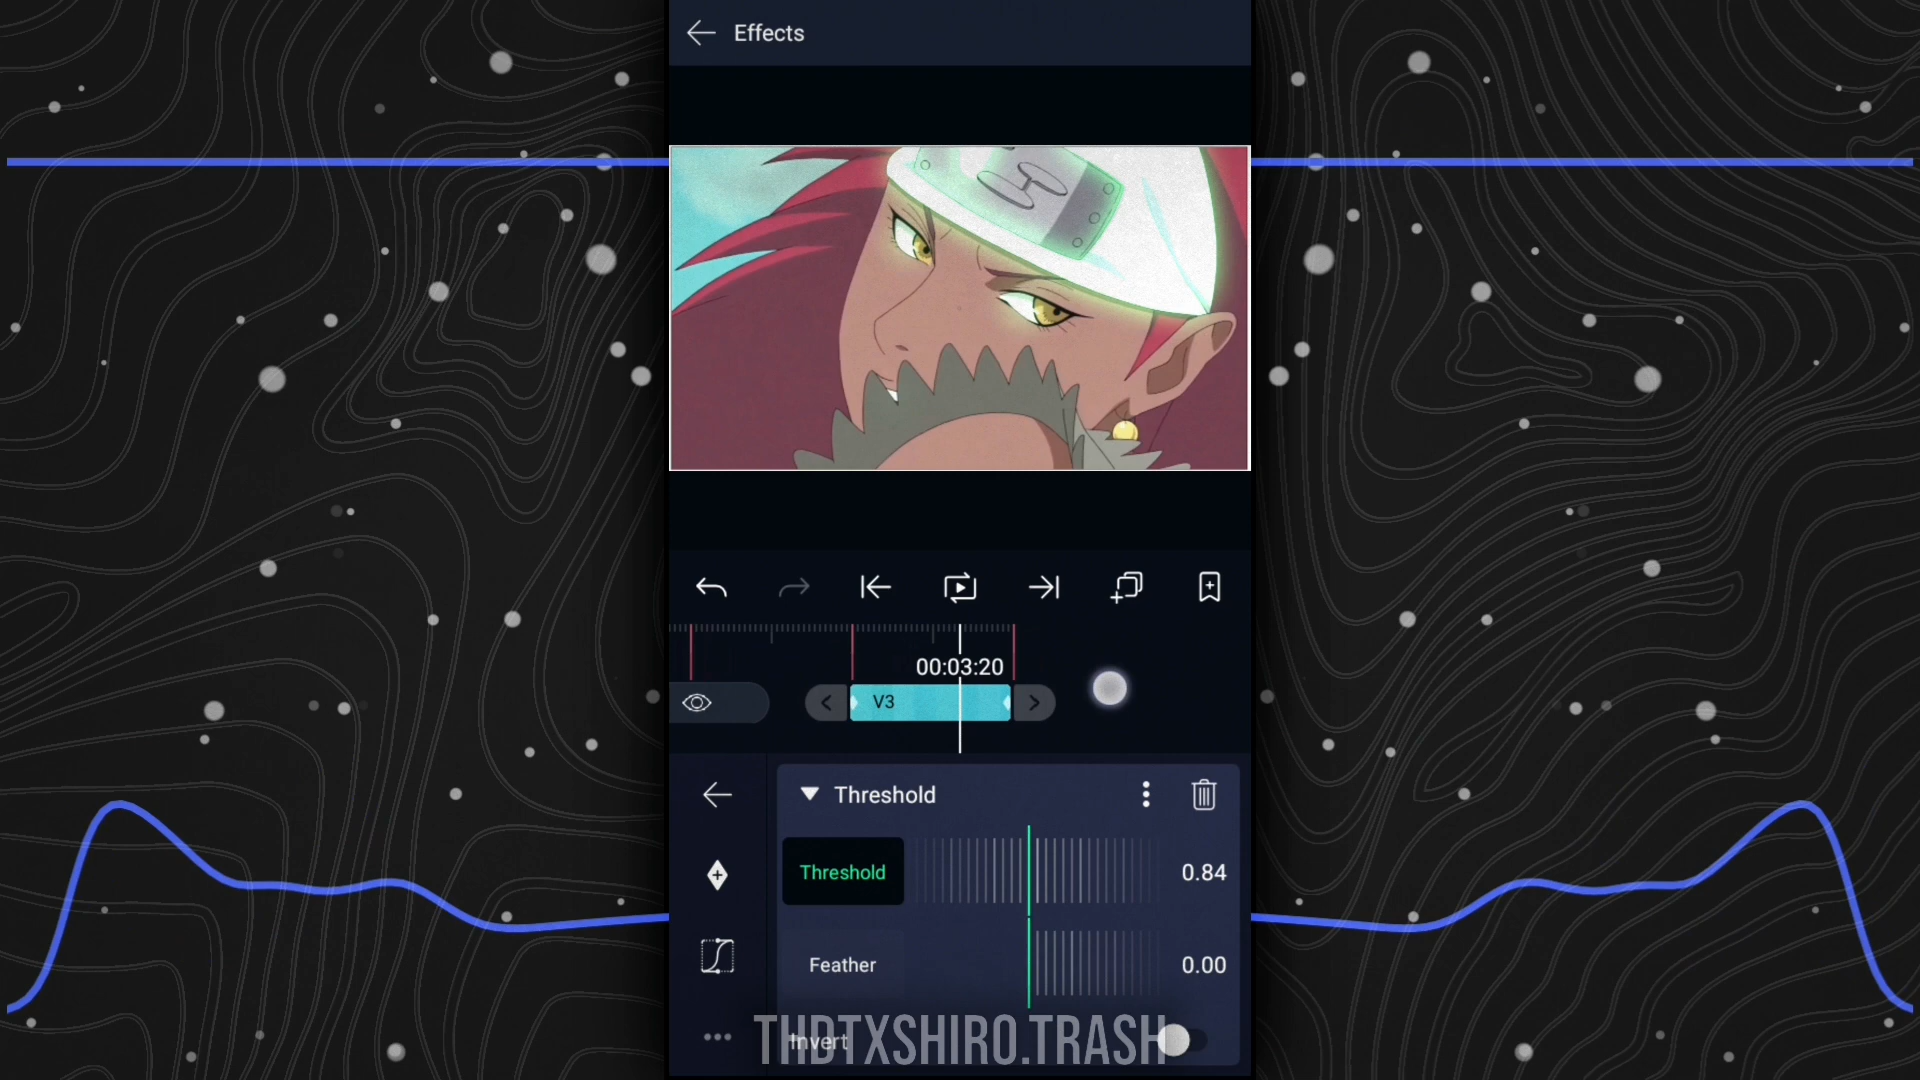 Effects
00:03:20
V3
Threshold
Threshold
0.84
Feather
0.00
Invert
THDTXSHIRO.TRASH